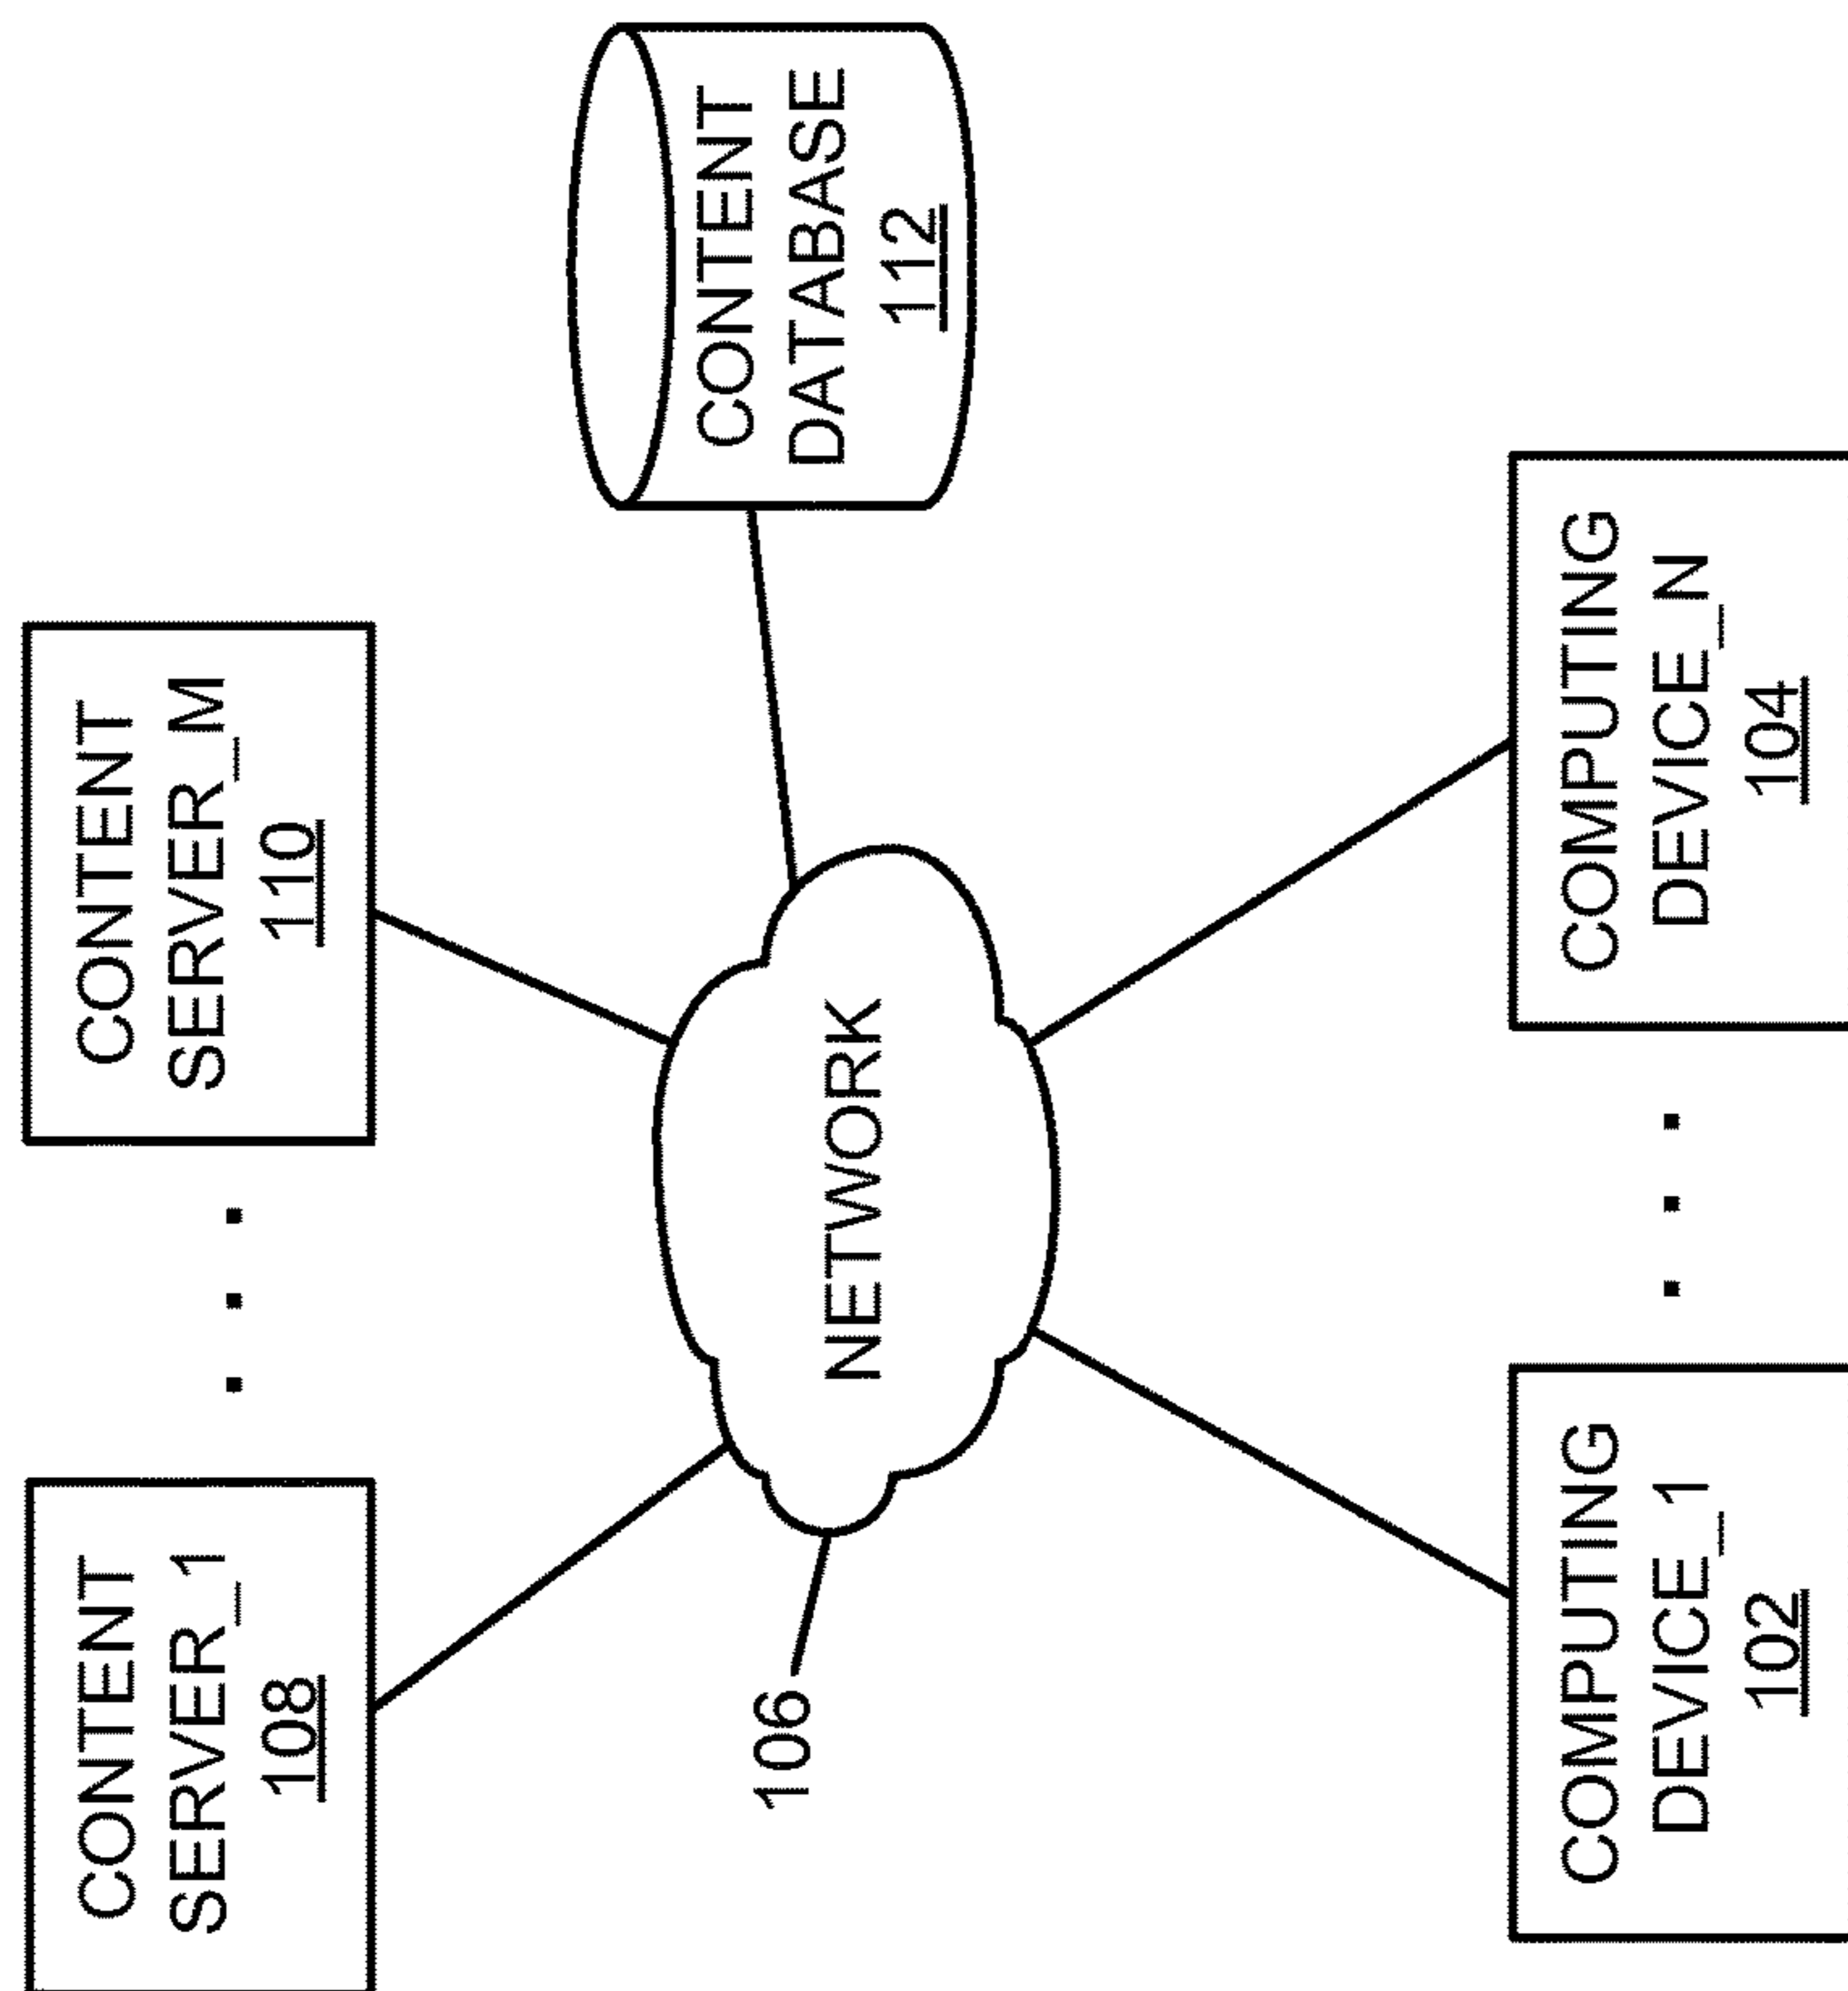 CONTENT
SERVER_1
108
CONTENT
SERVER_M
110
CONTENT
DATABASE
112
NETWORK
106
COMPUTING
DEVICE_1
102
COMPUTING
DEVICE_N
104